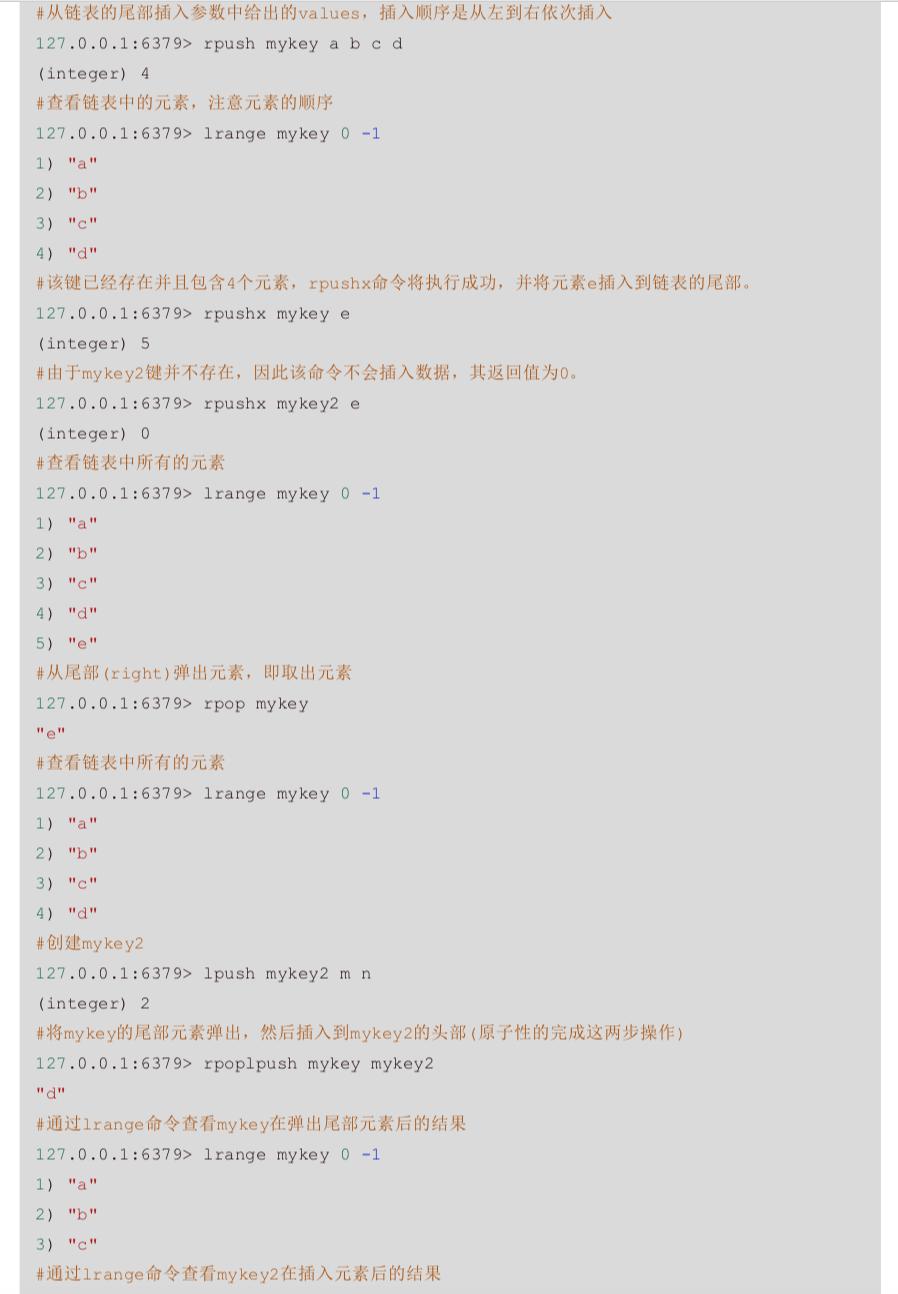 #从链表的尾部插入参数中给出的values，插入顺序是从左到右依次插入
127.0.0.1:6379> rpush mykey a b c d
(integer) 4
#查看链表中的元素，注意元素的顺序
127.0.0.1:6379> lrange mykey 0 -1
1) "a"
2) "b"
3) "c"
4) "d"
#该键已经存在并且包含4个元素，rpushx命令将执行成功，并将元素e插入到链表的尾部。
127.0.0.1:6379> rpushx mykey e
(integer) 5
#由于mykey2键并不存在，因此该命令不会插入数据，其返回值为0。
127.0.0.1:6379> rpushx mykey2 e
(integer) 0
#查看链表中所有的元素
127.0.0.1:6379> lrange mykey 0 -1
1) "a"
2) "b"
3) "c"
4) "d"
5) "e"
#从尾部(right)弹出元素，即取出元素
127.0.0.1:6379> rpop mykey
"e"
#查看链表中所有的元素
127.0.0.1:6379> lrange mykey 0 -1
1) "a"
2) "b"
3) "c"
4) "d"
#创建mykey2
127.0.0.1:6379> lpush mykey2 m n
(integer) 2
#将mykey的尾部元素弹出，然后插入到mykey2的头部(原子性的完成这两步操作)
127.0.0.1:6379> rpoplpush mykey mykey2
"d"
#通过lrange命令查看mykey在弹出尾部元素后的结果
127.0.0.1:6379> lrange mykey 0 -1
1) "a"
2) "b"
3) "c"
#通过lrange命令查看mykey2在插入元素后的结果